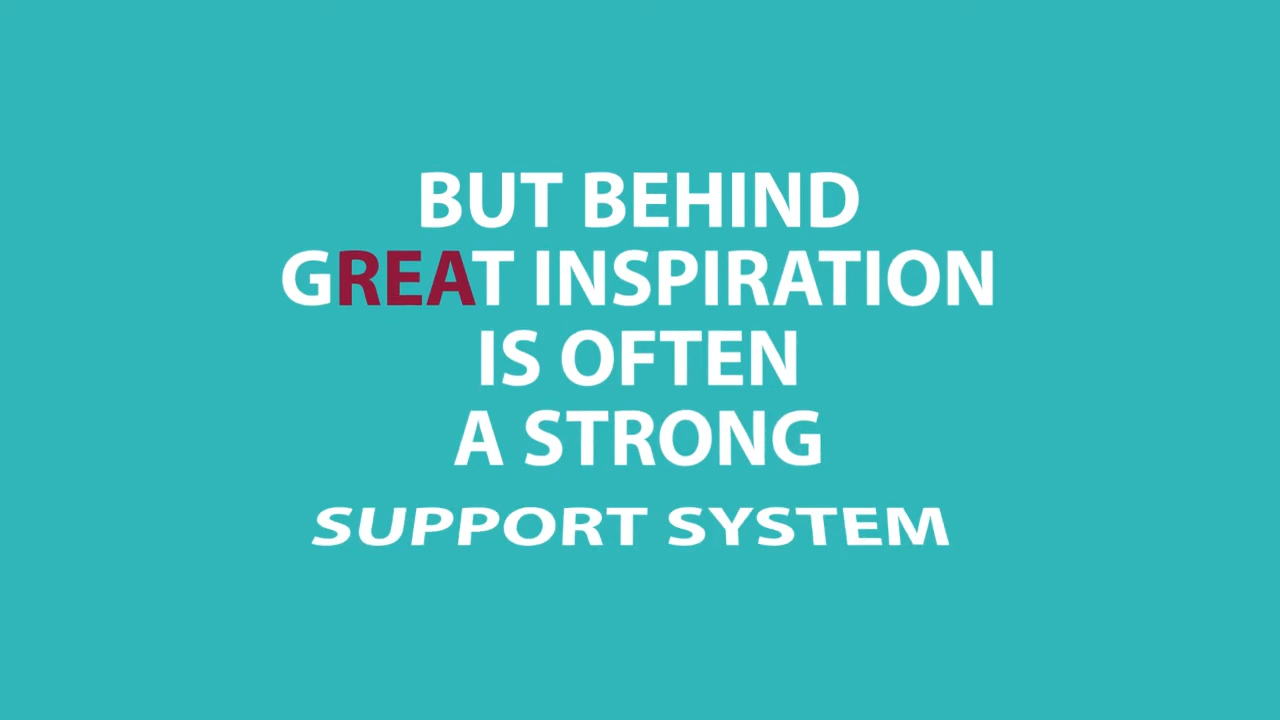 BUT BEHIND
GREAT INSPIRATION
IS OFTEN
A STRONG
SUPPORT SYSTEM